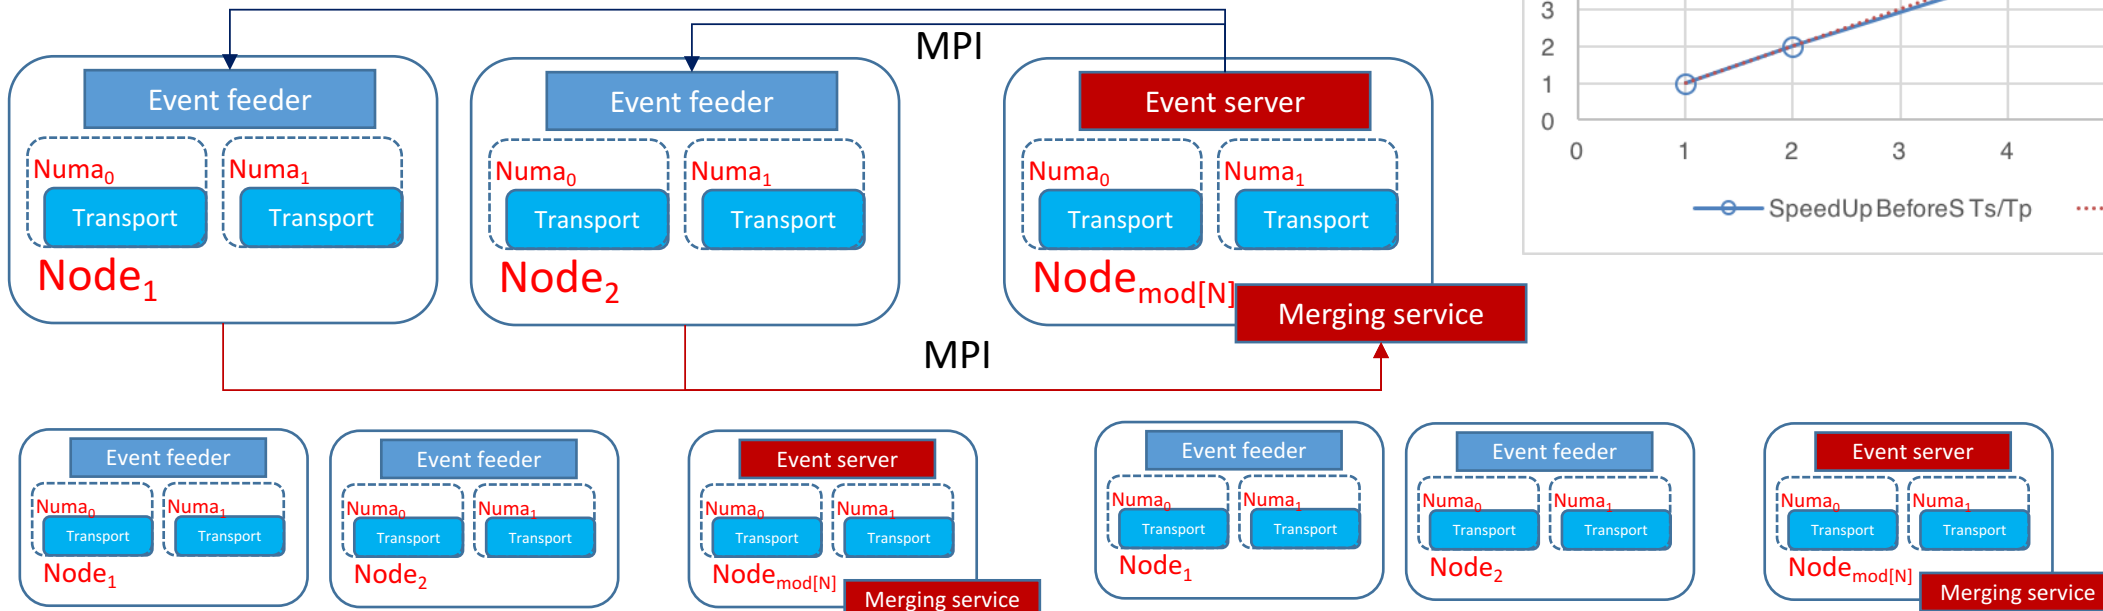 MPI
Event feeder
Event feeder
Event server
Numa0
Numa1
Numa0
Numa1
Numa0
Numa1
Transport
Transport
Transport
Transport
Transport
Transport
Node1
Node2
Nodemod[N]
Merging service
MPI
3
2
1
0
0
1
2
3
4
SpeedUp BeforeS Ts/Tp
Event feeder
Event feeder
Event server
Numa0
Numa1
Numa0
Numa1
Numa0
Numa1
Transport
Transport
Transport
Transport
Transport
Transport
Node1
Node2
Nodemod[N]
Merging service
Event feeder
Event feeder
Event server
Numa0
Numa1
Numa0
Numa1
Numa0
Numa1
Transport
Transport
Transport
Transport
Transport
Transport
Node1
Node2
Nodemod[N]
Merging service